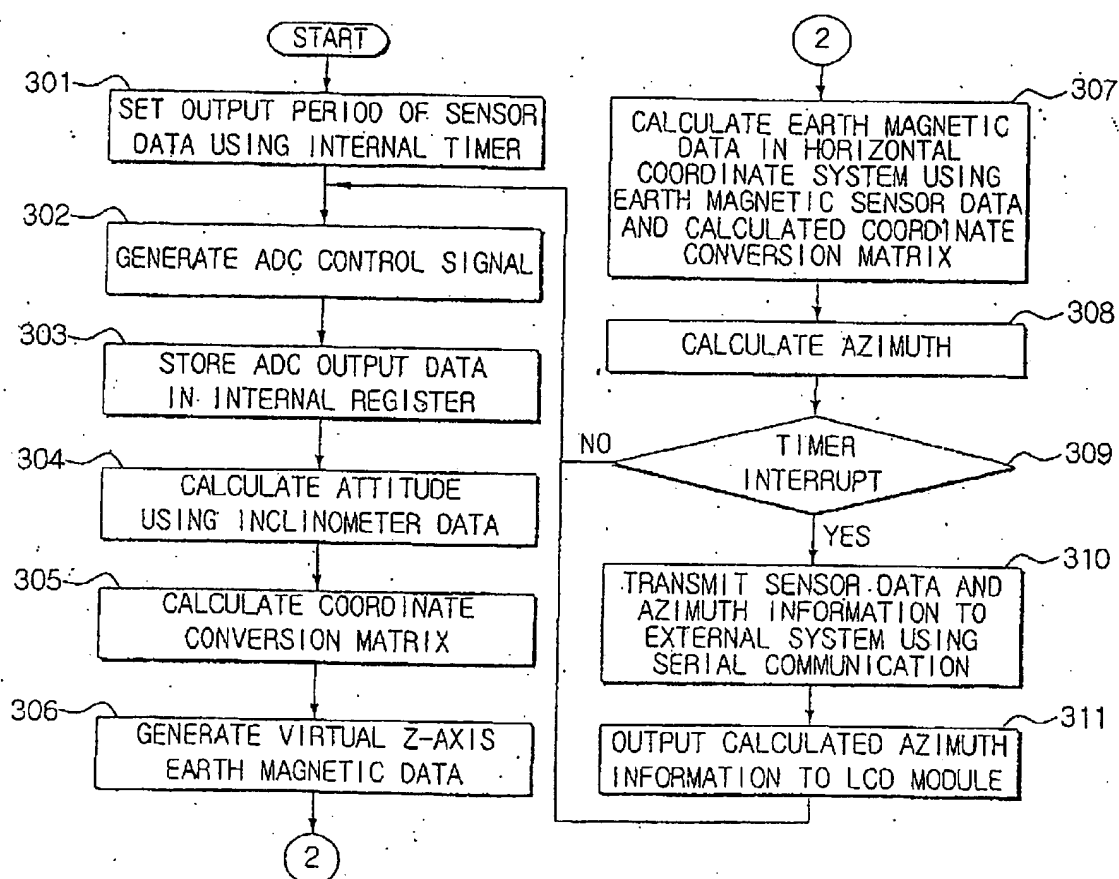 START
301
SET OUTPUT PERIOD OF SENSOR
DATA USING INTERNAL TIMER
302
GENERATE ADC CONTROL SIGNAL
303
STORE ADC OUTPUT DATA
IN INTERNAL REGISTER
304
CALCULATE ATTITUDE
USING INCLINOMETER DATA
305
CALCULATE COORDINATE
CONVERSION MATRIX
306
GENERATE VIRTUAL Z-AXIS
EARTH MAGNETIC DATA
2
2
307
CALCULATE EARTH MAGNETIC
DATA IN HORIZONTAL
COORDINATE SYSTEM USING
EARTH MAGNETIC SENSOR DATA
AND CALCULATED COORDINATE
CONVERSION MATRIX
308
CALCULATE AZIMUTH
NO
TIMER
INTERRUPT
309
YES
310
TRANSMIT SENSOR DATA AND
AZIMUTH INFORMATION TO
EXTERNAL SYSTEM USING
SERIAL COMMUNICATION
311
OUTPUT CALCULATED AZIMUTH
INFORMATION TO LCD MODULE